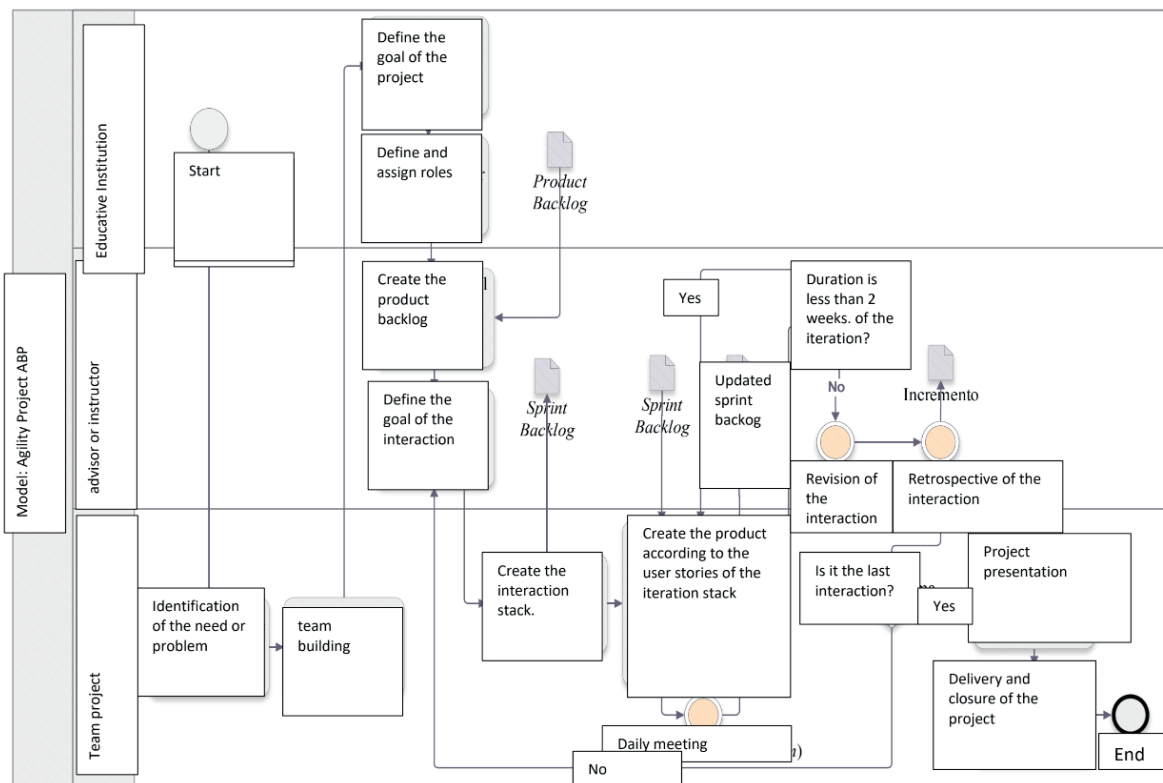 Model: Agility Project ABP
Educative Institution
Start
Define the
goal of the
project
Define and
assign roles
Product
Backlog
advisor or instructor
Create the
product
backlog
Define the
goal of the
interaction
Sprint
Backlog
Sprint
Backlog
Yes
Updated
sprint
backog
Duration is
less than 2
weeks. of the
iteration?
No
Incremento
Revision of
the
interaction
Retrospective of the
interaction
Team project
Identification
of the need or
problem
team
building
Create the
interaction
stack.
Create the product
according to the
user stories of the
iteration stack
Daily meeting
No
Is it the last
interaction?
Yes
Project
presentation
Delivery and
closure of the
project
End